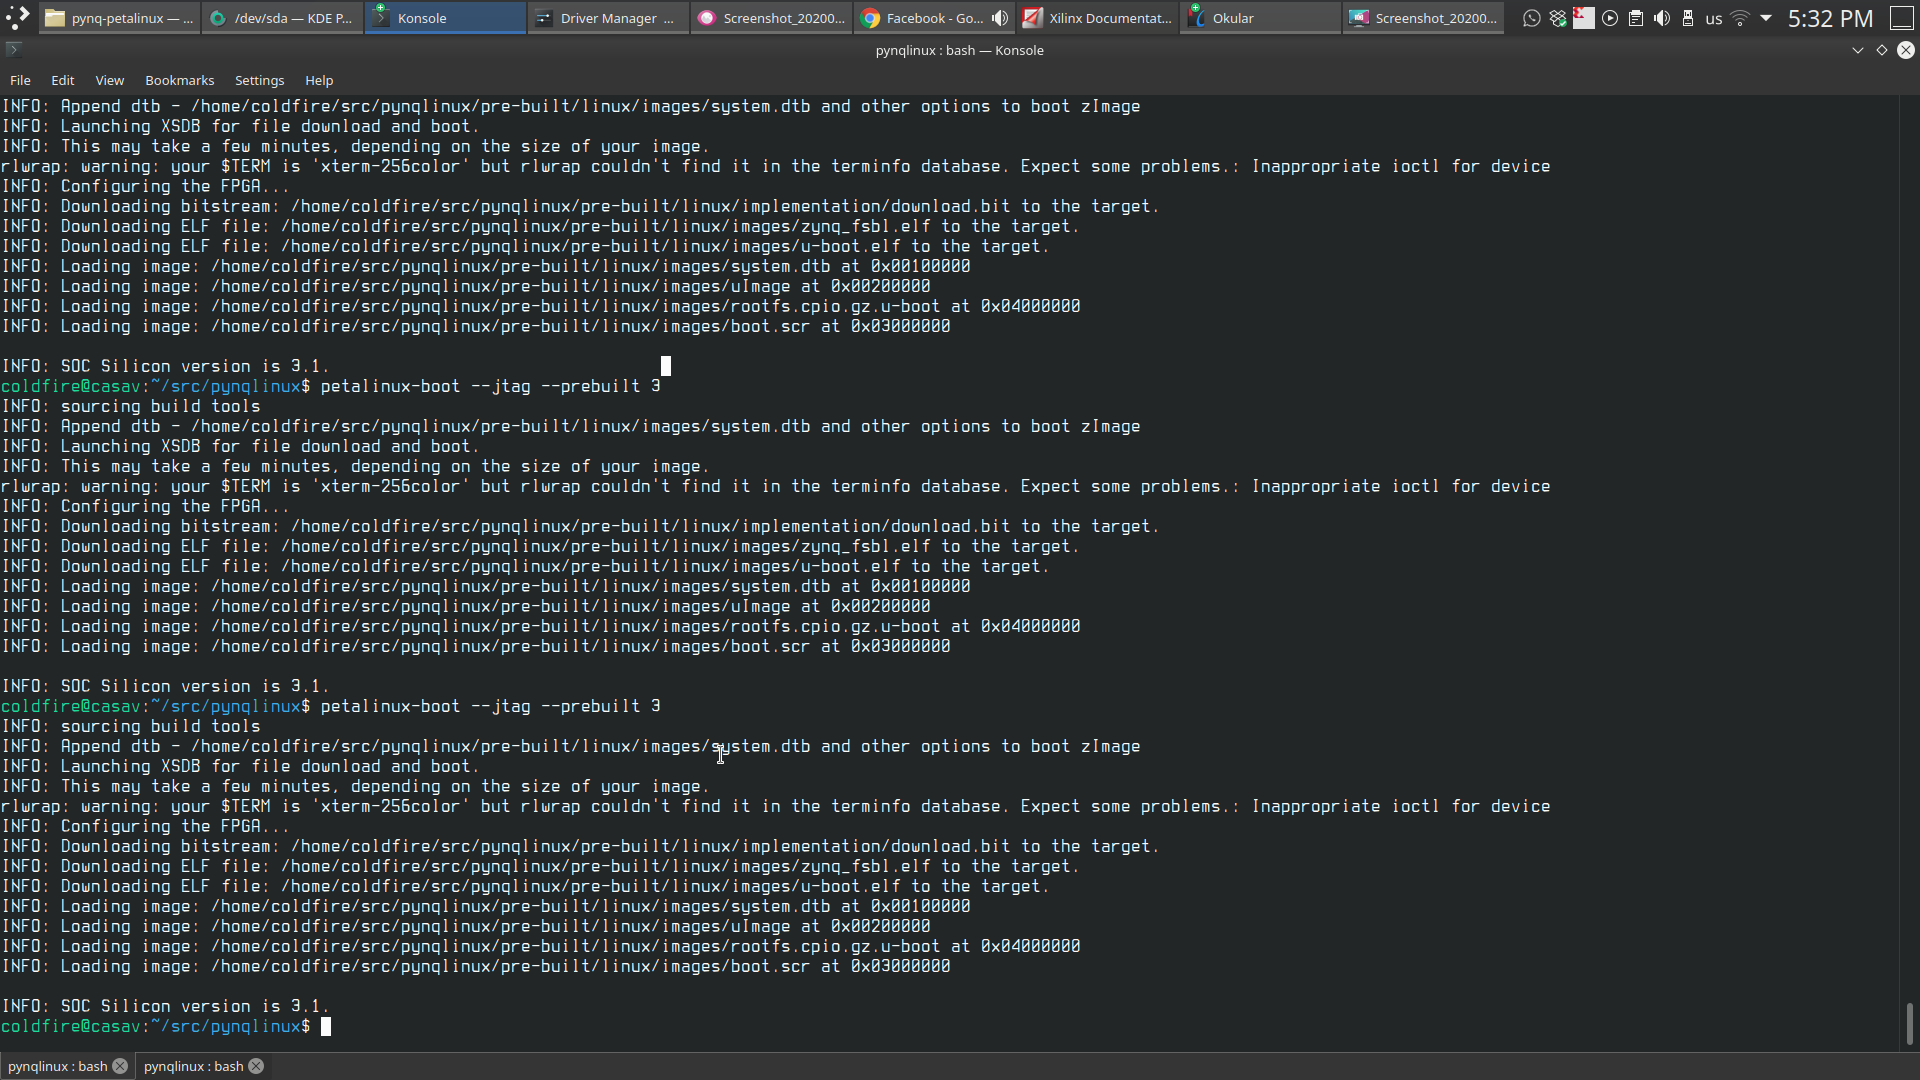 pynq-petalinux — ...
/dev/sda — KDE P...
Konsole
Driver Manager ...
Screenshot_20200...
Facebook - Go...
Xilinx Documentat...
Okular
Screenshot_20200...
us
5:32 PM
pynqlinux : bash — Konsole
File Edit View Bookmarks Settings Help
INFO: Append dtb - /home/coldfire/src/pynqlinux/pre-built/linux/images/system.dtb and other options to boot zImage
INFO: Launching XSDB for file download and boot.
INFO: This may take a few minutes, depending on the size of your image.
rlwrap: warning: your $TERM is 'xterm-256color' but rlwrap couldn't find it in the terminfo database. Expect some problems.: Inappropriate ioctl for device
INFO: Configuring the FPGA...
INFO: Downloading bitstream: /home/coldfire/src/pynqlinux/pre-built/linux/implementation/download.bit to the target.
INFO: Downloading ELF file: /home/coldfire/src/pynqlinux/pre-built/linux/images/zynq_fsbl.elf to the target.
INFO: Downloading ELF file: /home/coldfire/src/pynqlinux/pre-built/linux/images/u-boot.elf to the target.
INFO: Loading image: /home/coldfire/src/pynqlinux/pre-built/linux/images/system.dtb at 0x00100000
INFO: Loading image: /home/coldfire/src/pynqlinux/pre-built/linux/images/uImage at 0x00200000
INFO: Loading image: /home/coldfire/src/pynqlinux/pre-built/linux/images/rootfs.cpio.gz.u-boot at 0x04000000
INFO: Loading image: /home/coldfire/src/pynqlinux/pre-built/linux/images/boot.scr at 0x03000000
INFO: SOC Silicon version is 3.1.
coldfire@casav:~/src/pynqlinux$ petalinux-boot --jtag --prebuilt 3
INFO: sourcing build tools
INFO: Append dtb - /home/coldfire/src/pynqlinux/pre-built/linux/images/system.dtb and other options to boot zImage
INFO: Launching XSDB for file download and boot.
INFO: This may take a few minutes, depending on the size of your image.
rlwrap: warning: your $TERM is 'xterm-256color' but rlwrap couldn't find it in the terminfo database. Expect some problems.: Inappropriate ioctl for device
INFO: Configuring the FPGA...
INFO: Downloading bitstream: /home/coldfire/src/pynqlinux/pre-built/linux/implementation/download.bit to the target.
INFO: Downloading ELF file: /home/coldfire/src/pynqlinux/pre-built/linux/images/zynq_fsbl.elf to the target.
INFO: Downloading ELF file: /home/coldfire/src/pynqlinux/pre-built/linux/images/u-boot.elf to the target.
INFO: Loading image: /home/coldfire/src/pynqlinux/pre-built/linux/images/system.dtb at 0x00100000
INFO: Loading image: /home/coldfire/src/pynqlinux/pre-built/linux/images/uImage at 0x00200000
INFO: Loading image: /home/coldfire/src/pynqlinux/pre-built/linux/images/rootfs.cpio.gz.u-boot at 0x04000000
INFO: Loading image: /home/coldfire/src/pynqlinux/pre-built/linux/images/boot.scr at 0x03000000
INFO: SOC Silicon version is 3.1.
coldfire@casav:~/src/pynqlinux$ petalinux-boot --jtag --prebuilt 3
INFO: sourcing build tools
INFO: Append dtb - /home/coldfire/src/pynqlinux/pre-built/linux/images/system.dtb and other options to boot zImage
INFO: Launching XSDB for file download and boot.
INFO: This may take a few minutes, depending on the size of your image.
rlwrap: warning: your $TERM is 'xterm-256color' but rlwrap couldn't find it in the terminfo database. Expect some problems.: Inappropriate ioctl for device
INFO: Configuring the FPGA...
INFO: Downloading bitstream: /home/coldfire/src/pynqlinux/pre-built/linux/implementation/download.bit to the target.
INFO: Downloading ELF file: /home/coldfire/src/pynqlinux/pre-built/linux/images/zynq_fsbl.elf to the target.
INFO: Downloading ELF file: /home/coldfire/src/pynqlinux/pre-built/linux/images/u-boot.elf to the target.
INFO: Loading image: /home/coldfire/src/pynqlinux/pre-built/linux/images/system.dtb at 0x00100000
INFO: Loading image: /home/coldfire/src/pynqlinux/pre-built/linux/images/uImage at 0x00200000
INFO: Loading image: /home/coldfire/src/pynqlinux/pre-built/linux/images/rootfs.cpio.gz.u-boot at 0x04000000
INFO: Loading image: /home/coldfire/src/pynqlinux/pre-built/linux/images/boot.scr at 0x03000000
INFO: SOC Silicon version is 3.1.
coldfire@casav:~/src/pynqlinux$
pynqlinux : bash
pynqlinux : bash